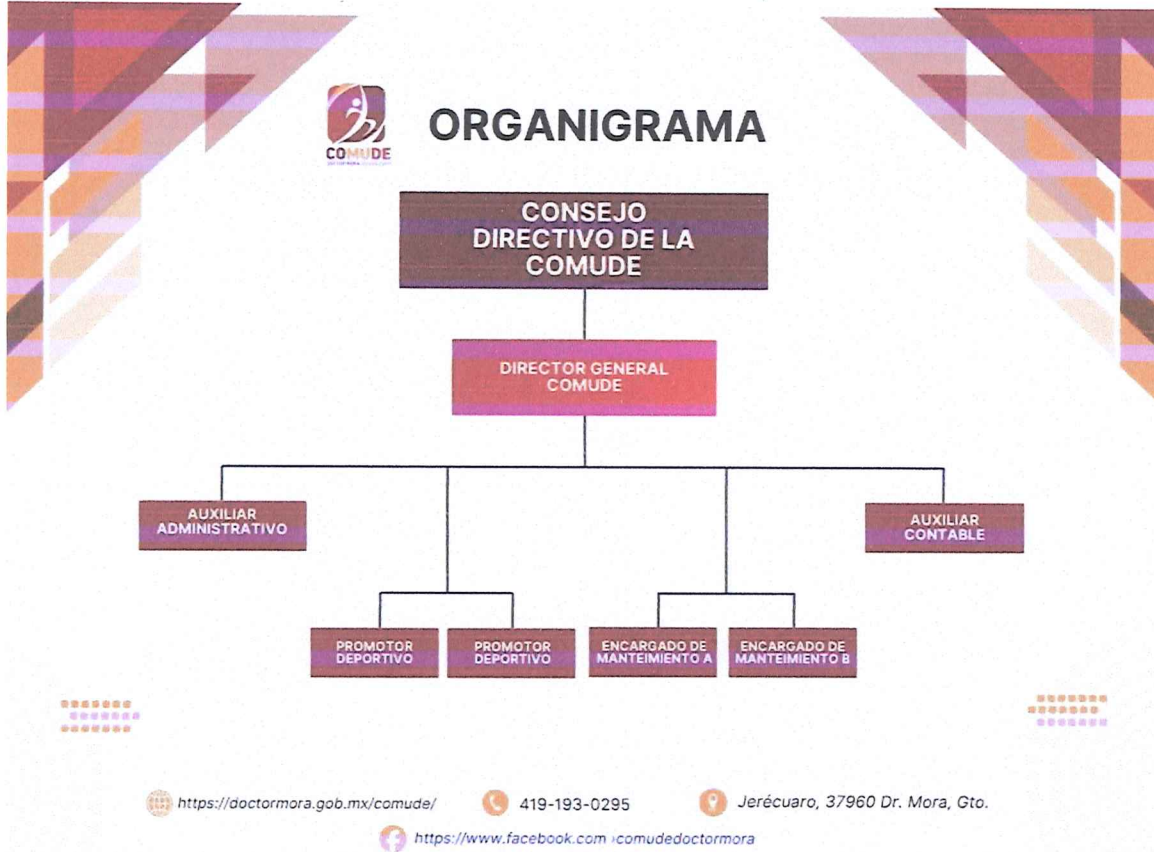 COMUDE
ORGANIGRAMA
CONSEJO
DIRECTIVO DE LA
COMUDE
DIRECTOR GENERAL
COMUDE
AUXILIAR
ADMINISTRATIVO
AUXILIAR
CONTABLE
PROMOTOR
DEPORTIVO
PROMOTOR
DEPORTIVO
ENCARGADO DE
MANTEIMIENTO A
ENCARGADO DE
MANTEIMIENTO B
https://doctormora.gob.mx/comude/
419-193-0295
Jerécuaro, 37960 Dr. Mora, Gto.
https://www.facebook.com ›comudedoctormora